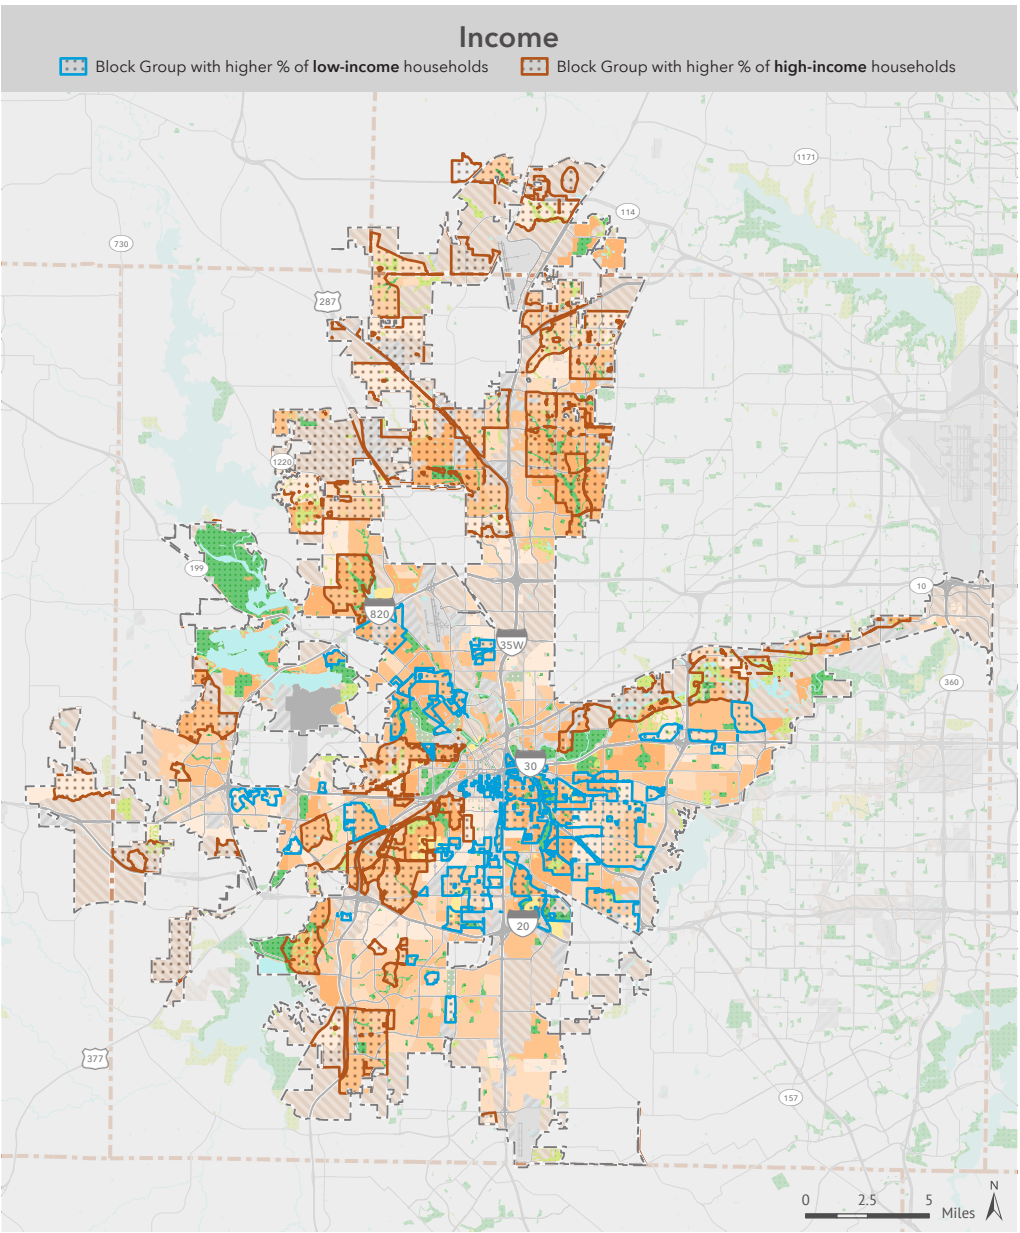 Income
Block Group with higher % of low-income households
Block Group with higher % of high-income households
1171
114
730
287
1220
199
10
820
35W
360
30
20
377
157
N
0 2.5 5
Miles